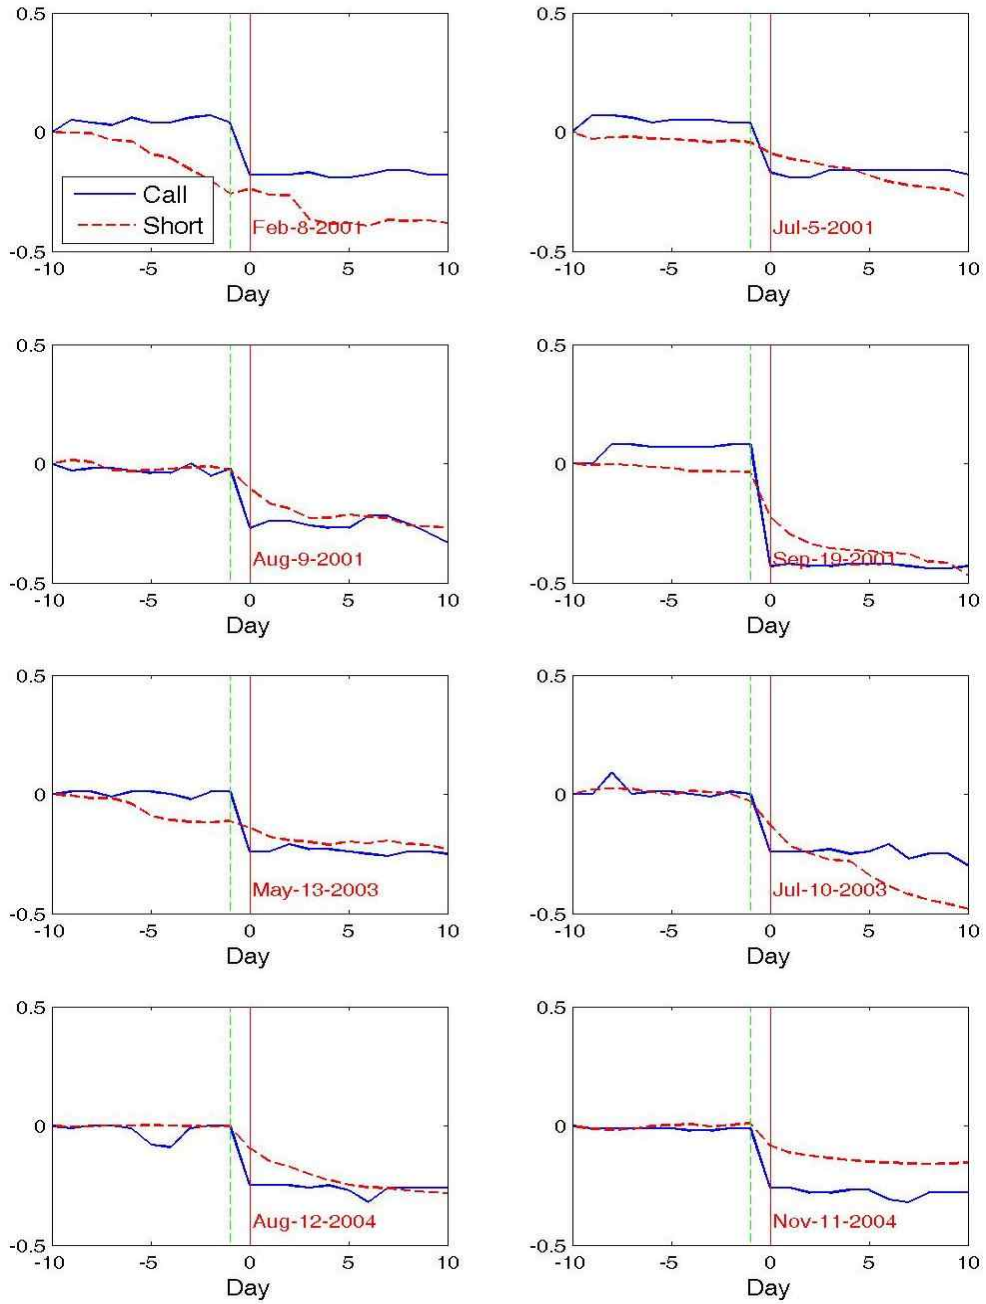 0.5 0.5
0 0
Call
Short
Feb-8-2001 Jul-5-2001
-0.5 -0.5
-10 -5 0 5 10 -10 -5 0 5 10
Day Day
0.5 0.5
0 0
Aug-9-2001 Sep-19-2001
-0.5 -0.5
-10 -5 0 5 10 -10 -5 0 5 10
Day Day
0.5 0.5
0 0
May-13-2003 Jul-10-2003
-0.5 -0.5
-10 -5 0 5 10 -10 -5 0 5 10
Day Day
0.5 0.5
0 0
Aug-12-2004 Nov-11-2004
-0.5 -0.5
-10 -5 0 5 10 -10 -5 0 5 10
Day Day